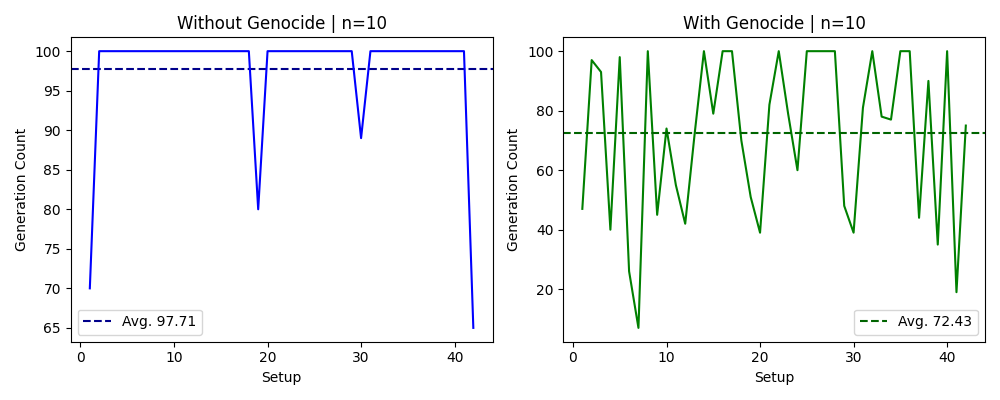 Without Genocide | n=10
Generation Count
100
95
90
85
80
75
70
65
Avg. 97.71
0
10
20
30
40
Setup
With Genocide | n=10
Generation Count
100
80
60
40
20
Avg. 72.43
0
10
20
30
40
Setup